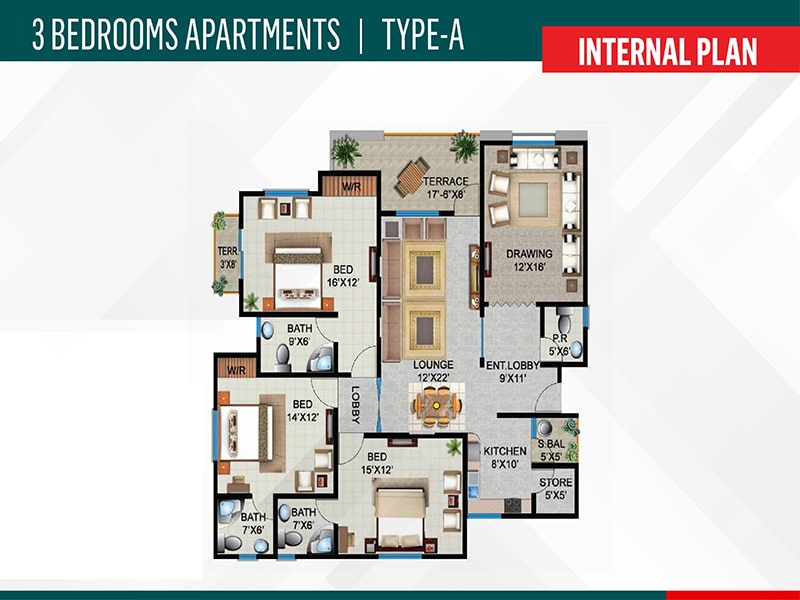 3 BEDROOMS APARTMENTS | TYPE-A
INTERNAL PLAN
W/R
TERRACE
17'-6"X8'
TERR.
3'X8'
BED
16'X12'
DRAWING
12'X16'
BATH
9'X6'
P.R
5'X6'
W/R
LOUNGE
12'X22'
ENT.LOBBY
9'X11'
LOBBY
BED
14'X12'
BED
15'X12'
KITCHEN
8'X10'
S.BAL
5'X5'
STORE
5'X5'
BATH
7'X6'
BATH
7'X6'